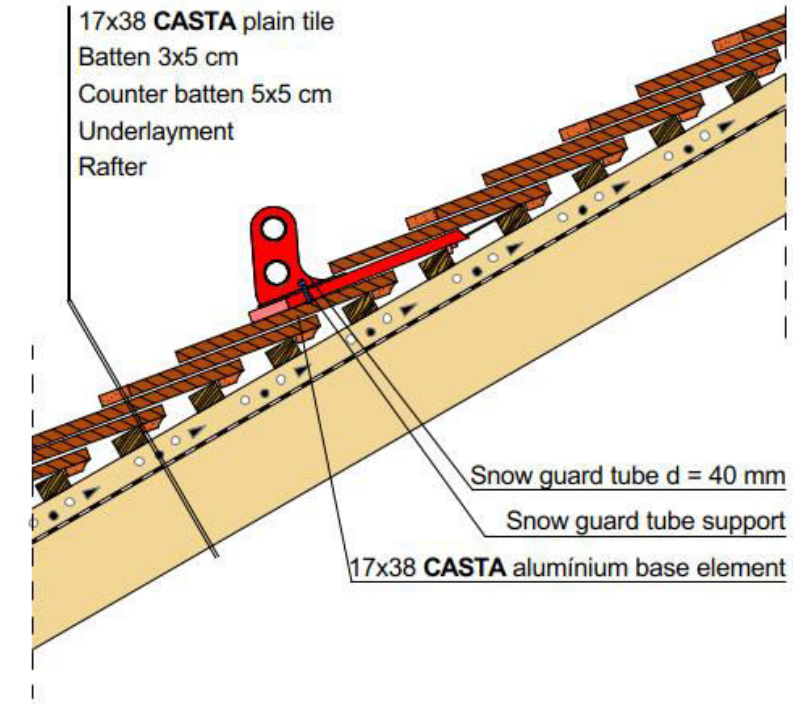 17x38 CASTA plain tile
Batten 3x5 cm
Counter batten 5x5 cm
Underlayment
Rafter
Snow guard tube d = 40 mm
Snow guard tube support
17x38 CASTA alumínium base element